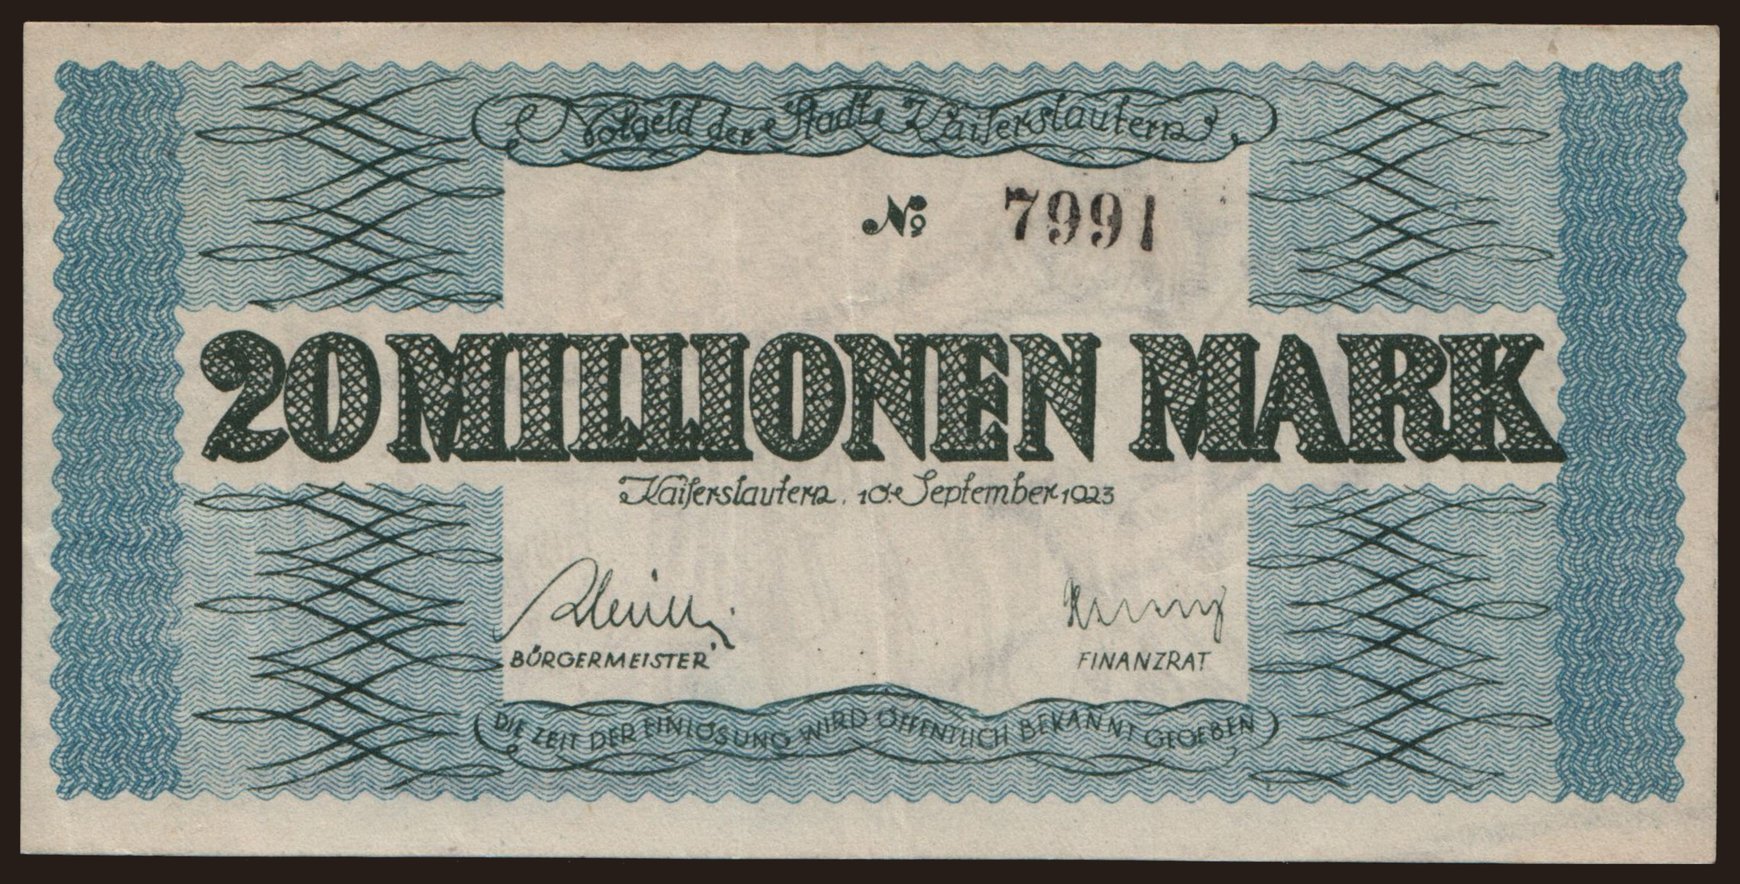 Notgeld der Stadt Kaiserslautern
No 7991
20 MILLIONEN MARK
Kaiserslautern, 10. September 1923
BÜRGERMEISTER
FINANZRAT
DIE ZEIT DER EINLÖSUNG WIRD ÖFFENTLICH BEKANNT GEGEBEN